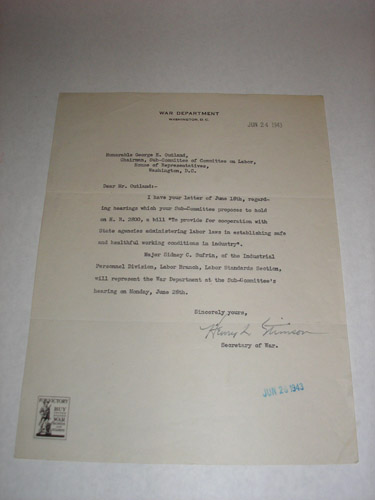 WAR DEPARTMENT
WASHINGTON, D. C.
JUN 24 1943
Honorable George E. Outland,
Chairman, Sub-Committee of Committee on Labor,
House of Representatives,
Washington, D.C.
Dear Mr. Outland:-
I have your letter of June 18th, regard-
ing hearings which your Sub-Committee proposes to hold
on H. R. 2800, a bill "To provide for cooperation with
State agencies administering labor laws in establishing safe
and healthful working conditions in industry".
Major Sidney C. Sufrin, of the Industrial
Personnel Division, Labor Branch, Labor Standards Section,
will represent the War Department at the Sub-Committee's
hearing on Monday, June 28th.
Sincerely yours,
Henry L Stimson
Secretary of War.
JUN 26 1943
FOR VICTORY
BUY
WAR